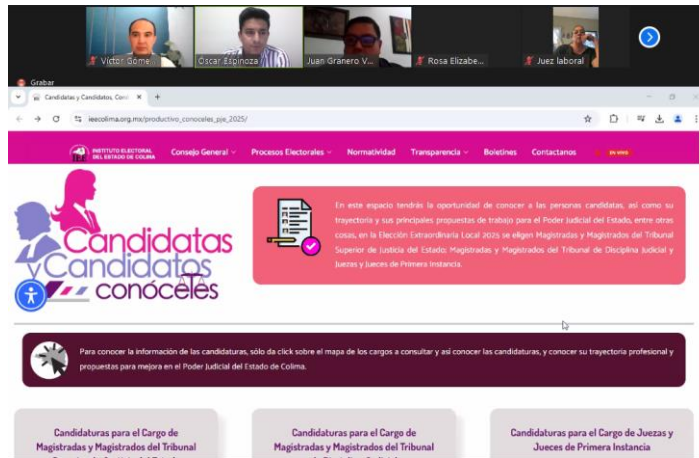 Víctor Góme...
Óscar Espinoza
Juan Granero V...
Rosa Elizabe...
Juez laboral
Grabar
Candidatas y Candidatos, Conó
ieecolima.org.mx/productivo_conoceles_pje_2025/
INSTITUTO ELECTORAL
DEL ESTADO DE COLIMA
Consejo General
Procesos Electorales
Normatividad
Transparencia
Boletines
Contactanos
EN VIVO
Candidatas
y Candidatos
conóceles
En este espacio tendrás la oportunidad de conocer a las personas candidatas, así como su
trayectoria y sus principales propuestas de trabajo para el Poder Judicial del Estado, entre otras
cosas, en la Elección Extraordinaria Local 2025 se eligen Magistradas y Magistrados del Tribunal
Superior de Justicia del Estado; Magistradas y Magistrados del Tribunal de Disciplina Judicial y
Juezas y Jueces de Primera Instancia.
Para conocer la información de las candidaturas, sólo da click sobre el mapa de los cargos a consultar y así conocer las candidaturas, y conocer su trayectoria profesional y
propuestas para mejora en el Poder Judicial del Estado de Colima.
Candidaturas para el Cargo de
Magistradas y Magistrados del Tribunal
Candidaturas para el Cargo de
Magistradas y Magistrados del Tribunal
Candidaturas para el Cargo de Juezas y
Jueces de Primera Instancia